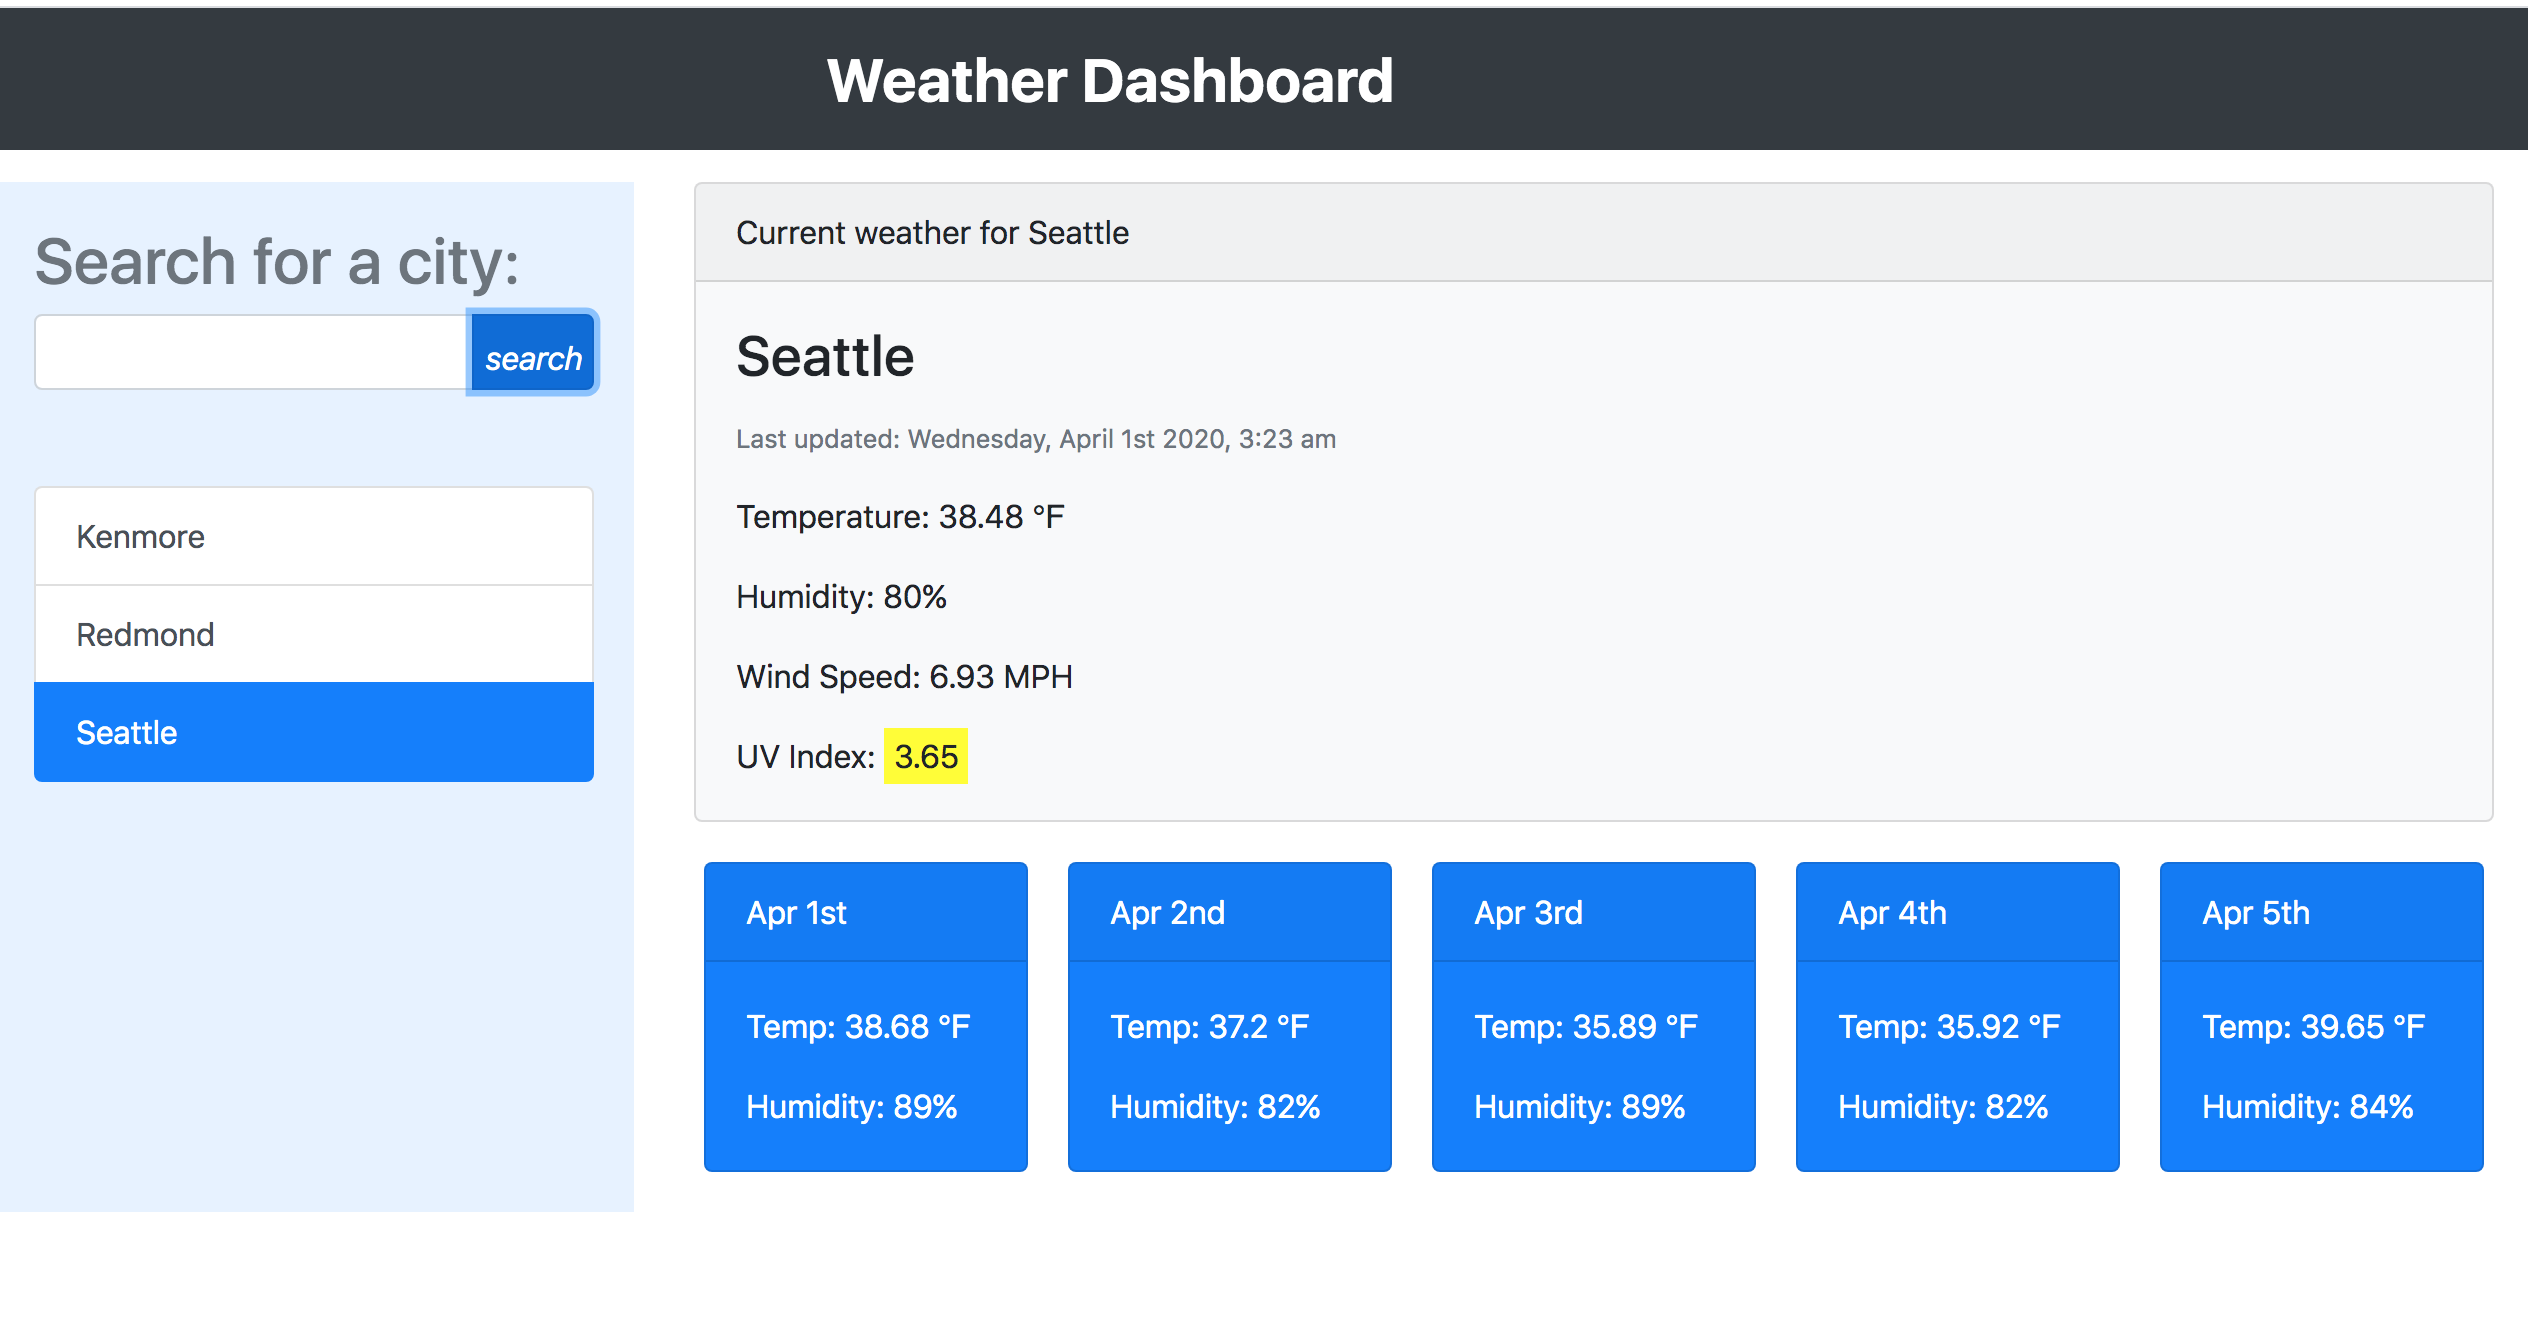 Weather Dashboard
Search for a city:
search
Kenmore
Redmond
Seattle
Current weather for Seattle
Seattle
Last updated: Wednesday, April 1st 2020, 3:23 am
Temperature: 38.48 °F
Humidity: 80%
Wind Speed: 6.93 MPH
UV Index: 3.65
Apr 1st
Temp: 38.68 °F
Humidity: 89%
Apr 2nd
Temp: 37.2 °F
Humidity: 82%
Apr 3rd
Temp: 35.89 °F
Humidity: 89%
Apr 4th
Temp: 35.92 °F
Humidity: 82%
Apr 5th
Temp: 39.65 °F
Humidity: 84%